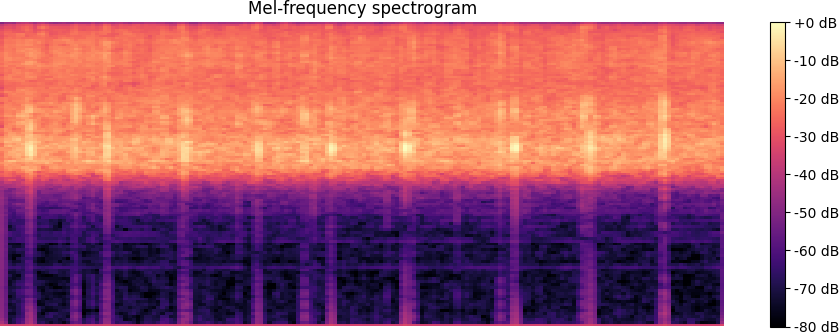 Mel-frequency spectrogram
+0 dB
-10 dB
-20 dB
-30 dB
-40 dB
-50 dB
-60 dB
-70 dB
-80 dB